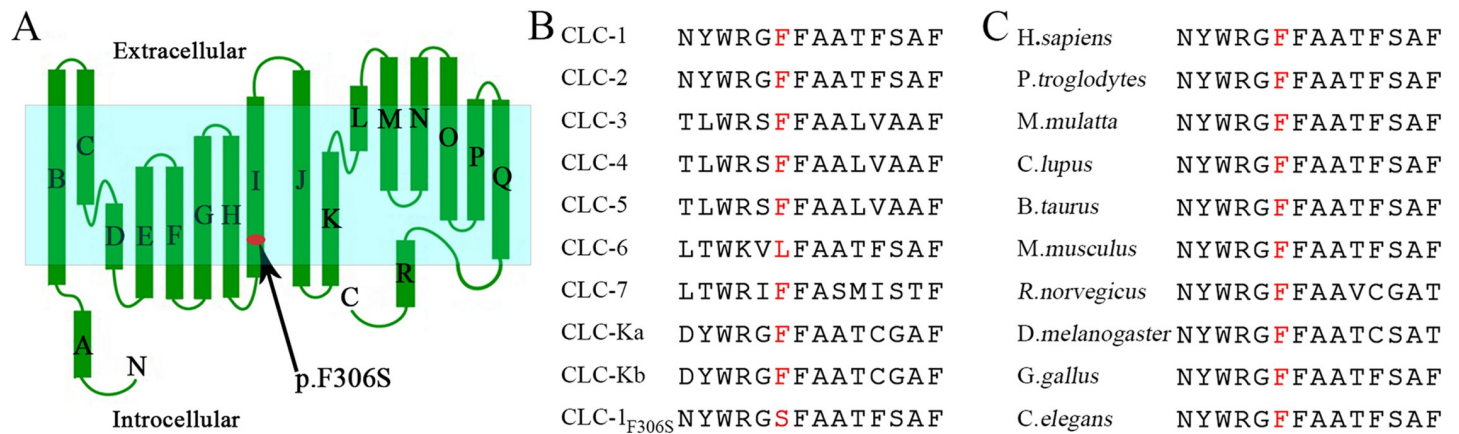 A
Extracellular
B
C
D
E
F
G
H
I
J
K
L
M
N
O
P
Q
R
A
N
C
p.F306S
Introcellular
B
CLC-1 NYWRGFFAATFSAF
CLC-2 NYWRGFFAATFSAF
CLC-3 TLWRSFFAALVAAF
CLC-4 TLWRSFFAALVAAF
CLC-5 TLWRSFFAALVAAF
CLC-6 LTWKVLFAATFSAF
CLC-7 LTWRIFFASMISTF
CLC-Ka DYWRGFFAATCGAF
CLC-Kb DYWRGFFAATCGAF
CLC-1F306S NYWRGSFAATFSAF
C
H.sapiens NYWRGFFAATFSAF
P.troglodytes NYWRGFFAATFSAF
M.mulatta NYWRGFFAATFSAF
C.lupus NYWRGFFAATFSAF
B.taurus NYWRGFFAATFSAF
M.musculus NYWRGFFAATFSAF
R.norvegicus NYWRGFFAAVCGAT
D.melanogaster NYWRGFFAATCSAT
G.gallus NYWRGFFAATFSAF
C.elegans NYWRGFFAATFSAF